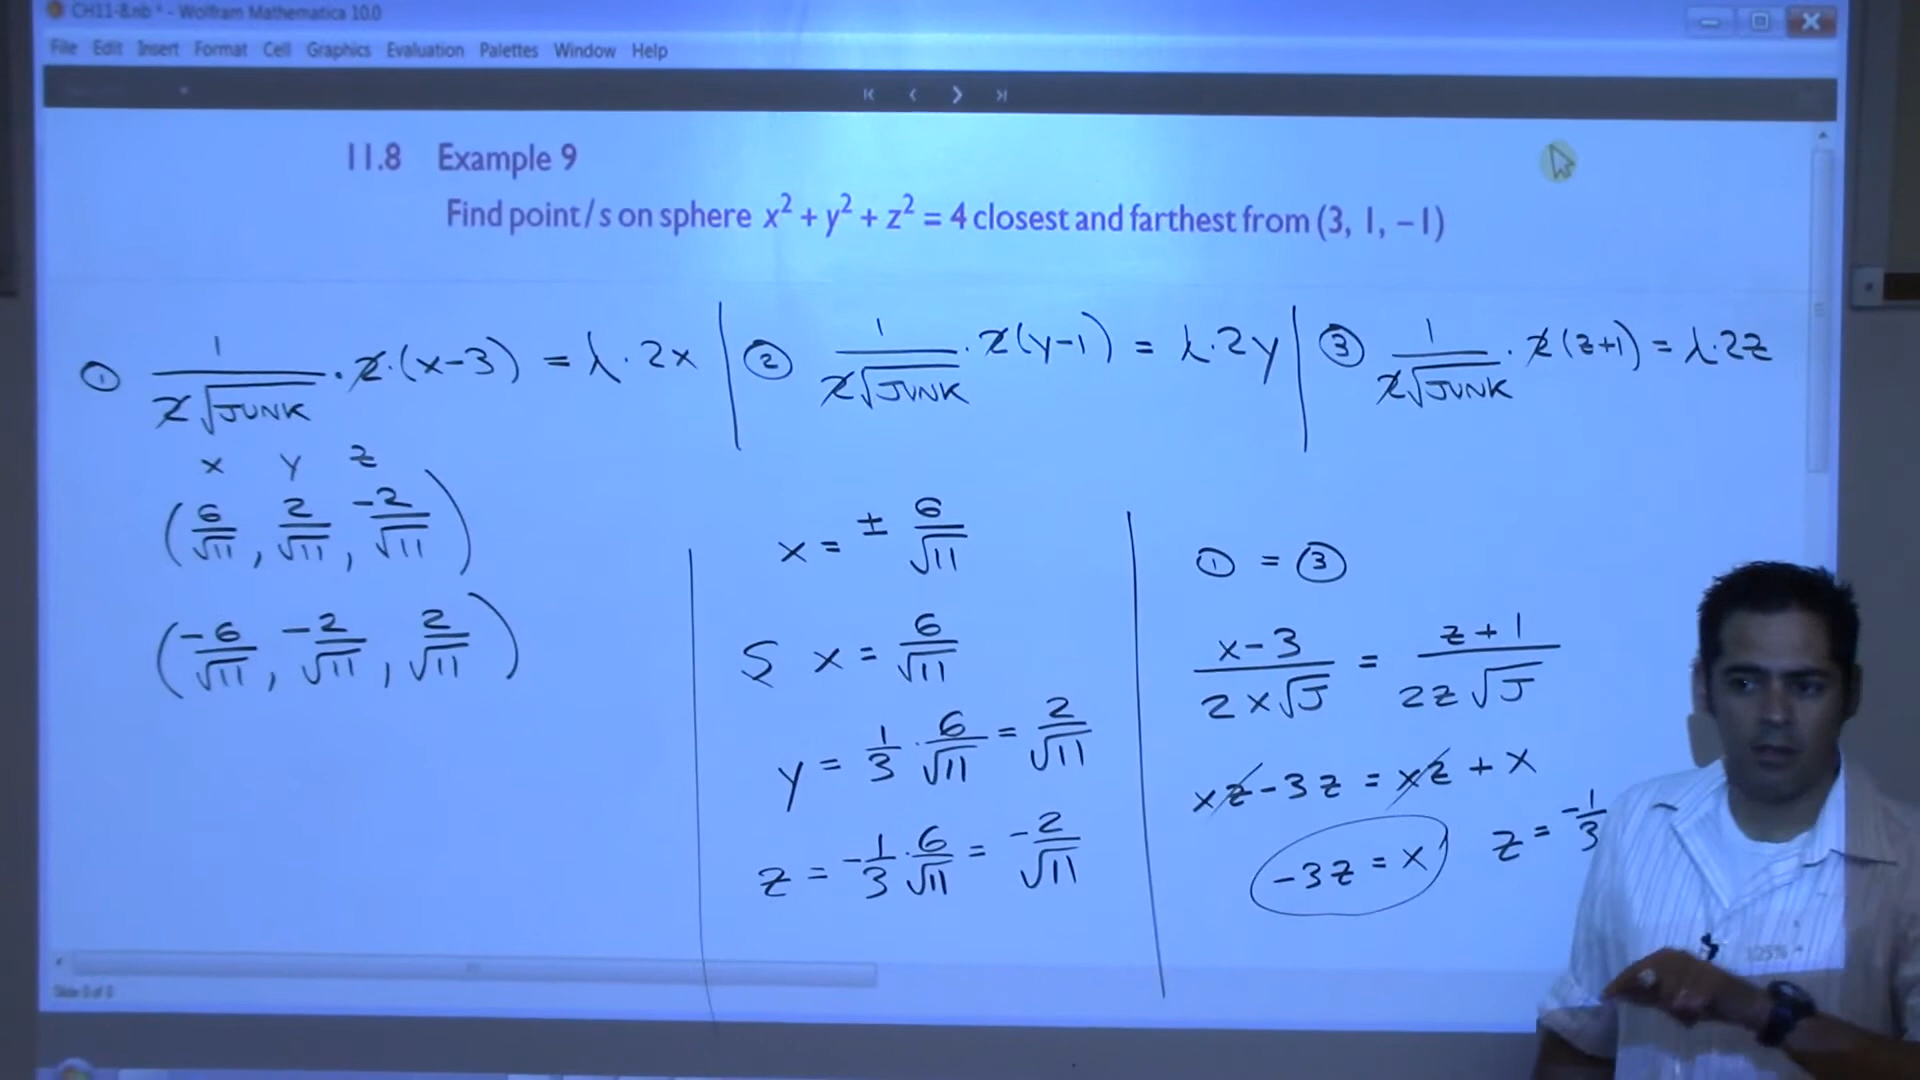 CH11-8.nb * - Wolfram Mathematica 10.0
File Edit Insert Format Cell Graphics Evaluation Palettes Window Help
11.8 Example 9
Find point/s on sphere x² + y² + z² = 4 closest and farthest from (3, 1, −1)
① 1/(2√JUNK) · 2·(x−3) = λ·2x
② 1/(2√JUNK) · 2(y−1) = λ·2y
③ 1/(2√JUNK) · 2(z+1) = λ·2z
x y z
(6/√11, 2/√11, −2/√11)
(−6/√11, −2/√11, 2/√11)
x = ± 6/√11
x = 6/√11
y = 1/3 · 6/√11 = 2/√11
z = −1/3 · 6/√11 = −2/√11
① = ③
(x−3)/(2x√J) = (z+1)/(2z√J)
xz − 3z = xz + x
−3z = x
z = −1/3
125%